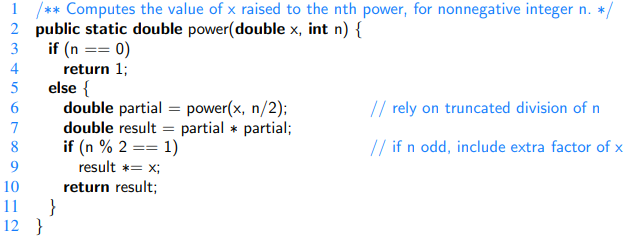 1 /** Computes the value of x raised to the nth power, for nonnegative integer n. */
2 public static double power(double x, int n) {
3 if (n == 0)
4 return 1;
5 else {
6 double partial = power(x, n/2); // rely on truncated division of n
7 double result = partial * partial;
8 if (n % 2 == 1) // if n odd, include extra factor of x
9 result *= x;
10 return result;
11 }
12 }